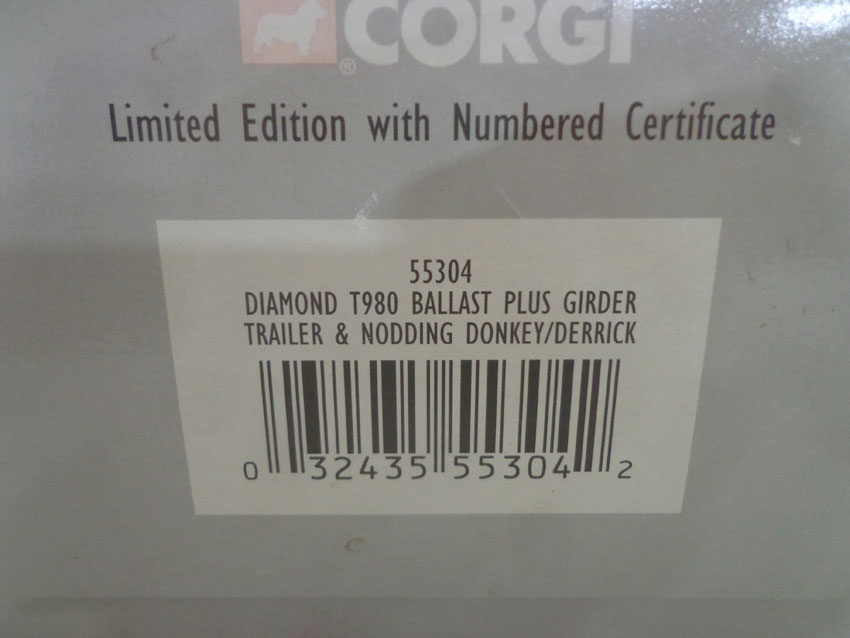 CORGI
®
Limited Edition with Numbered Certificate
55304
DIAMOND T980 BALLAST PLUS GIRDER
TRAILER & NODDING DONKEY/DERRICK
0 32435 55304 2